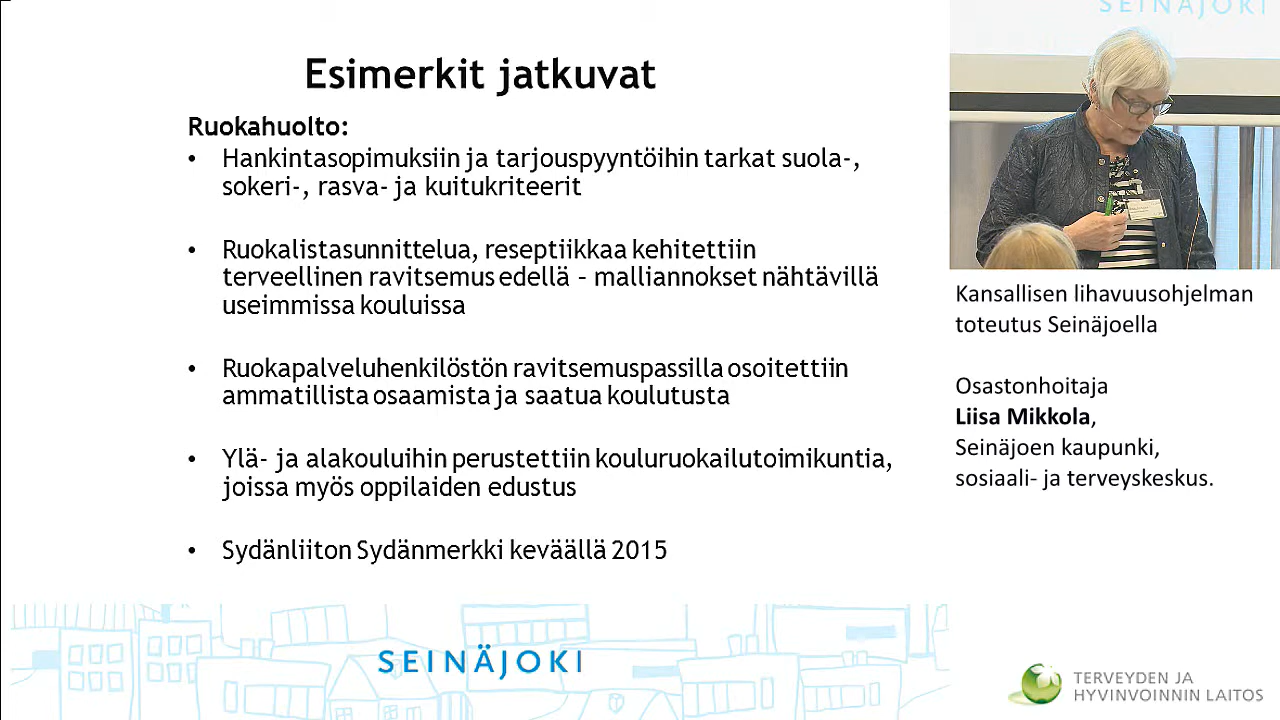 Esimerkit jatkuvat
Ruokahuolto:
• Hankintasopimuksiin ja tarjouspyyntöihin tarkat suola-,
sokeri-, rasva- ja kuitukriteerit
• Ruokalistasunnittelua, reseptiikkaa kehitettiin
terveellinen ravitsemus edellä – malliannokset nähtävillä
useimmissa kouluissa
• Ruokapalveluhenkilöstön ravitsemuspassilla osoitettiin
ammatillista osaamista ja saatua koulutusta
• Ylä- ja alakouluihin perustettiin kouluruokailutoimikuntia,
joissa myös oppilaiden edustus
• Sydänliiton Sydänmerkki keväällä 2015
SEINÄJOKI
SEINÄJOKI
Kansallisen lihavuusohjelman
toteutus Seinäjoella
Osastonhoitaja
Liisa Mikkola,
Seinäjoen kaupunki,
sosiaali- ja terveyskeskus.
TERVEYDEN JA
HYVINVOINNIN LAITOS